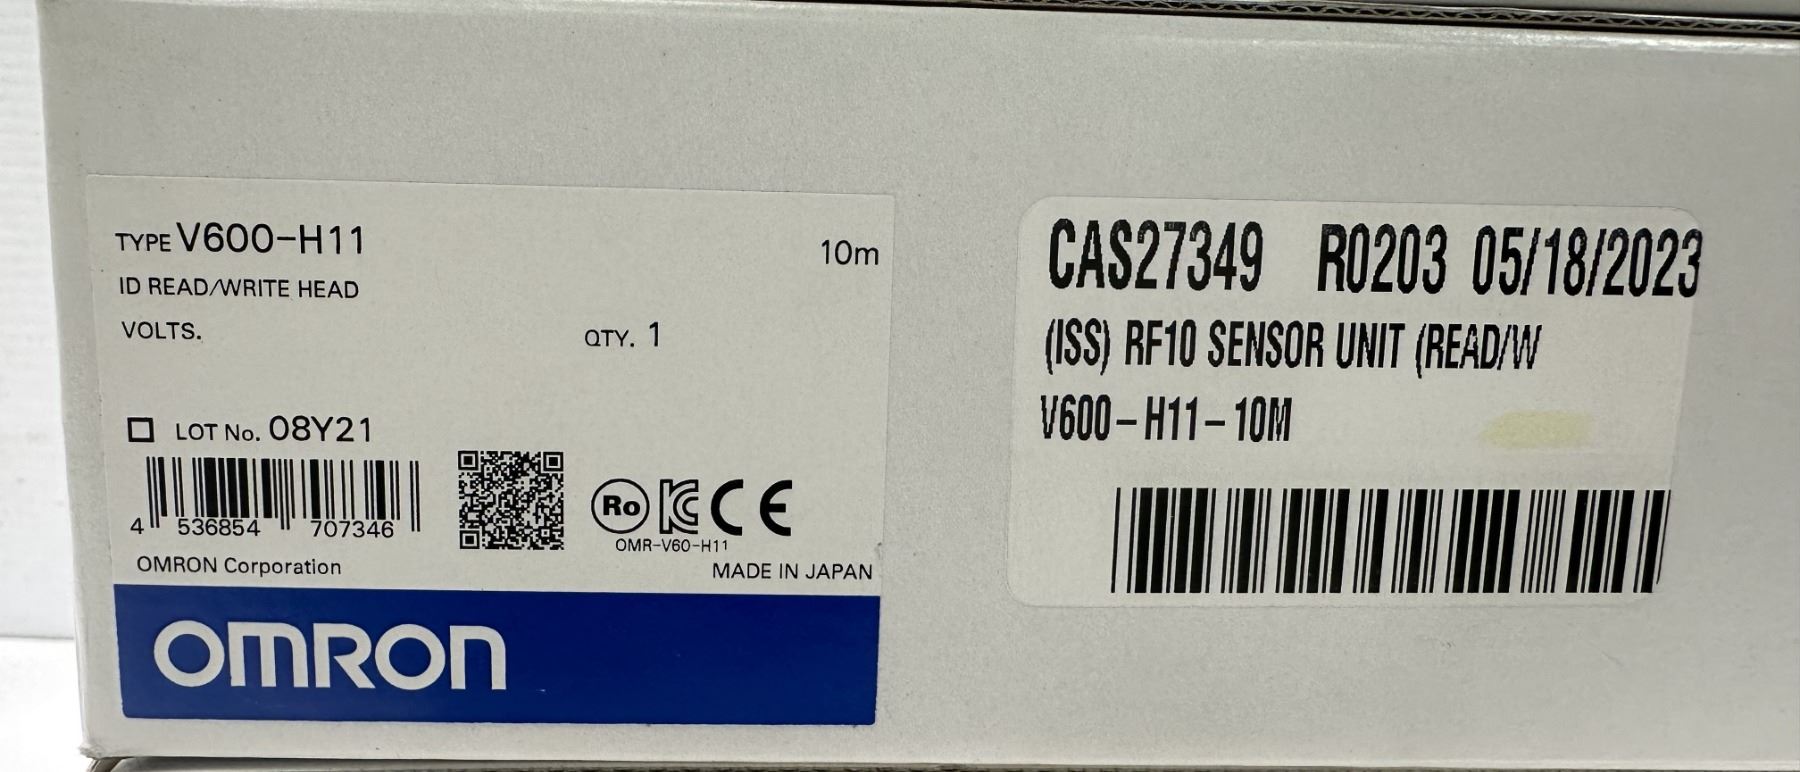 TYPE V600-H11 10m
ID READ/WRITE HEAD
VOLTS. QTY. 1
LOT No. 08Y21
4 536854 707346
Ro
CE
OMR-V60-H11
OMRON Corporation
MADE IN JAPAN
OMRON
CAS27349 R0203 05/18/2023
(ISS) RF10 SENSOR UNIT (READ/W
V600-H11-10M